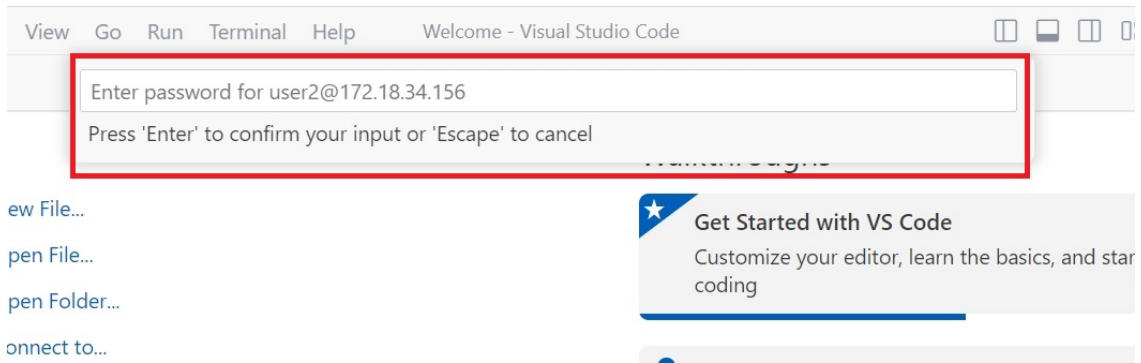 View Go Run Terminal Help Welcome - Visual Studio Code
Enter password for user2@172.18.34.156
Press 'Enter' to confirm your input or 'Escape' to cancel
ew File...
pen File...
pen Folder...
onnect to...
Get Started with VS Code
Customize your editor, learn the basics, and star
coding